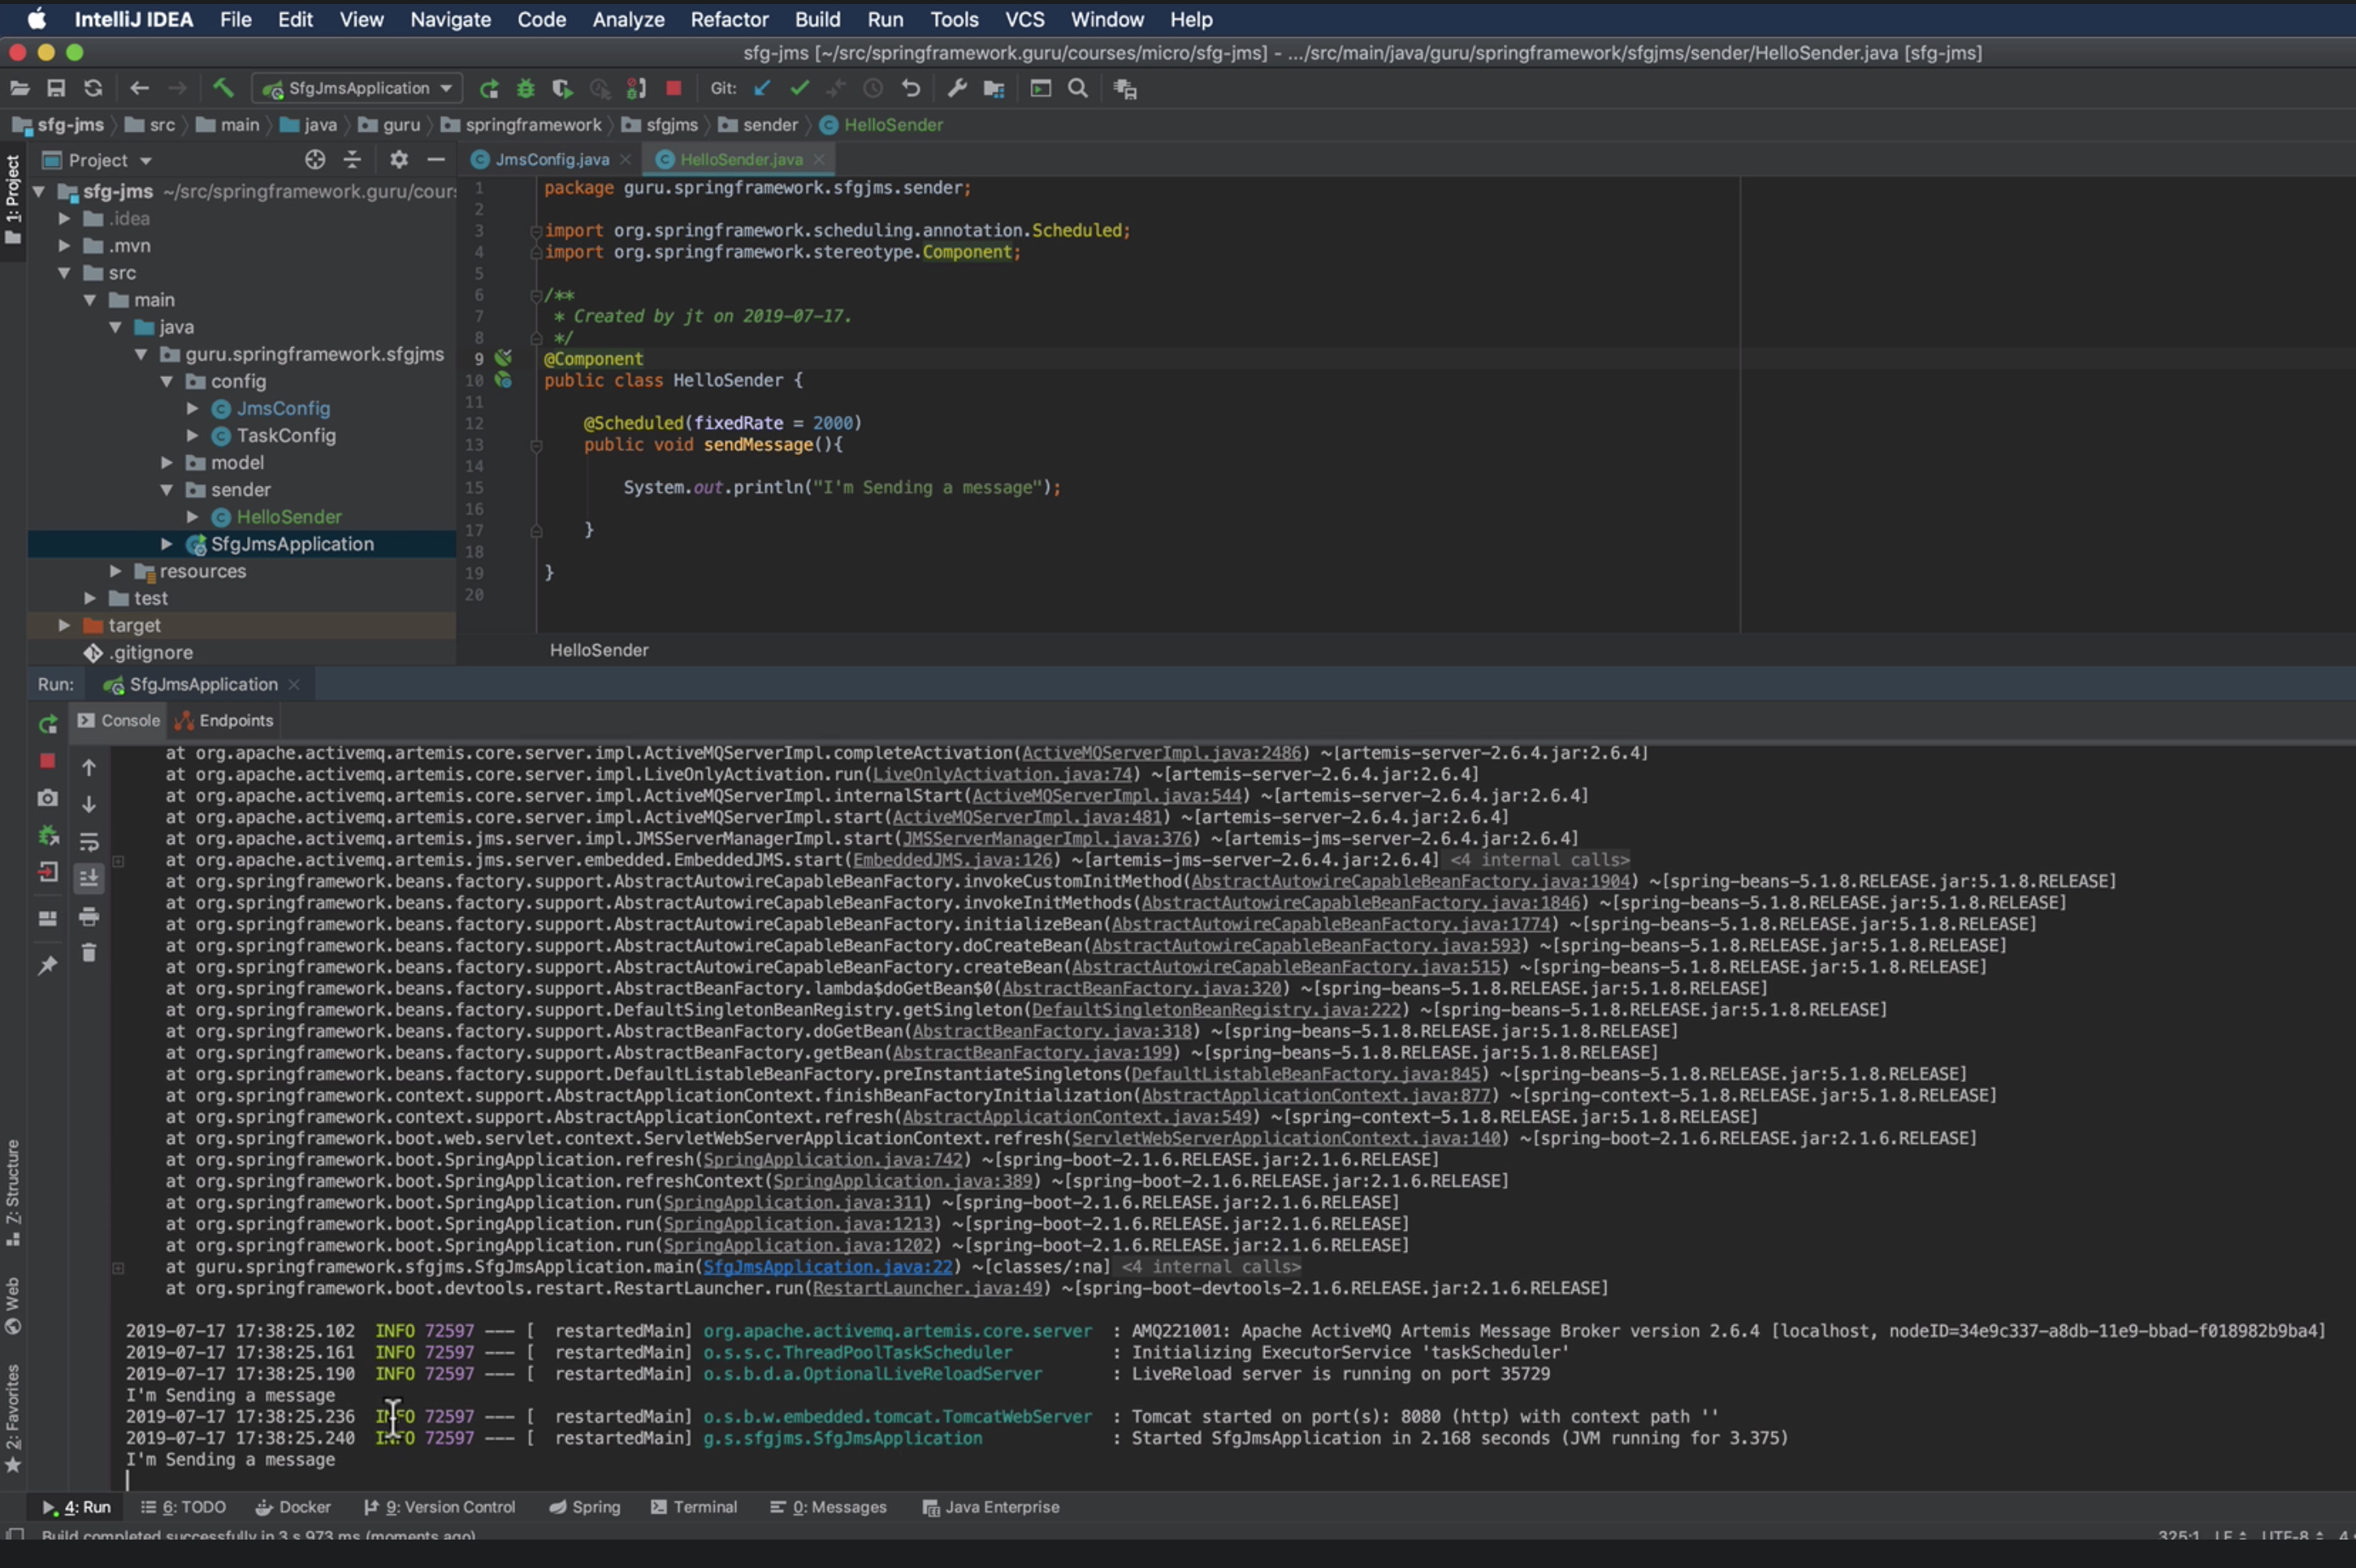 IntelliJ IDEA File Edit View Navigate Code Analyze Refactor Build Run Tools VCS Window Help
sfg-jms [~/src/springframework.guru/courses/micro/sfg-jms] - .../src/main/java/guru/springframework/sfgjms/sender/HelloSender.java [sfg-jms]
SfgJmsApplication Git:
sfg-jms src main java guru springframework sfgjms sender HelloSender
1: Project
Project
sfg-jms ~/src/springframework.guru/cour
.idea
.mvn
src
main
java
guru.springframework.sfgjms
config
JmsConfig
TaskConfig
model
sender
HelloSender
SfgJmsApplication
resources
test
target
.gitignore
JmsConfig.java HelloSender.java
1 package guru.springframework.sfgjms.sender;
2
3 import org.springframework.scheduling.annotation.Scheduled;
4 import org.springframework.stereotype.Component;
5
6 /**
7 * Created by jt on 2019-07-17.
8 */
9 @Component
10 public class HelloSender {
11
12 @Scheduled(fixedRate = 2000)
13 public void sendMessage(){
14
15 System.out.println("I'm Sending a message");
16
17 }
18
19 }
20
HelloSender
Run: SfgJmsApplication
Console Endpoints
at org.apache.activemq.artemis.core.server.impl.ActiveMQServerImpl.completeActivation(ActiveMQServerImpl.java:2486) ~[artemis-server-2.6.4.jar:2.6.4]
at org.apache.activemq.artemis.core.server.impl.LiveOnlyActivation.run(LiveOnlyActivation.java:74) ~[artemis-server-2.6.4.jar:2.6.4]
at org.apache.activemq.artemis.core.server.impl.ActiveMQServerImpl.internalStart(ActiveMQServerImpl.java:544) ~[artemis-server-2.6.4.jar:2.6.4]
at org.apache.activemq.artemis.core.server.impl.ActiveMQServerImpl.start(ActiveMQServerImpl.java:481) ~[artemis-server-2.6.4.jar:2.6.4]
at org.apache.activemq.artemis.jms.server.impl.JMSServerManagerImpl.start(JMSServerManagerImpl.java:376) ~[artemis-jms-server-2.6.4.jar:2.6.4]
at org.apache.activemq.artemis.jms.server.embedded.EmbeddedJMS.start(EmbeddedJMS.java:126) ~[artemis-jms-server-2.6.4.jar:2.6.4] <4 internal calls>
at org.springframework.beans.factory.support.AbstractAutowireCapableBeanFactory.invokeCustomInitMethod(AbstractAutowireCapableBeanFactory.java:1904) ~[spring-beans-5.1.8.RELEASE.jar:5.1.8.RELEASE]
at org.springframework.beans.factory.support.AbstractAutowireCapableBeanFactory.invokeInitMethods(AbstractAutowireCapableBeanFactory.java:1846) ~[spring-beans-5.1.8.RELEASE.jar:5.1.8.RELEASE]
at org.springframework.beans.factory.support.AbstractAutowireCapableBeanFactory.initializeBean(AbstractAutowireCapableBeanFactory.java:1774) ~[spring-beans-5.1.8.RELEASE.jar:5.1.8.RELEASE]
at org.springframework.beans.factory.support.AbstractAutowireCapableBeanFactory.doCreateBean(AbstractAutowireCapableBeanFactory.java:593) ~[spring-beans-5.1.8.RELEASE.jar:5.1.8.RELEASE]
at org.springframework.beans.factory.support.AbstractAutowireCapableBeanFactory.createBean(AbstractAutowireCapableBeanFactory.java:515) ~[spring-beans-5.1.8.RELEASE.jar:5.1.8.RELEASE]
at org.springframework.beans.factory.support.AbstractBeanFactory.lambda$doGetBean$0(AbstractBeanFactory.java:320) ~[spring-beans-5.1.8.RELEASE.jar:5.1.8.RELEASE]
at org.springframework.beans.factory.support.DefaultSingletonBeanRegistry.getSingleton(DefaultSingletonBeanRegistry.java:222) ~[spring-beans-5.1.8.RELEASE.jar:5.1.8.RELEASE]
at org.springframework.beans.factory.support.AbstractBeanFactory.doGetBean(AbstractBeanFactory.java:318) ~[spring-beans-5.1.8.RELEASE.jar:5.1.8.RELEASE]
at org.springframework.beans.factory.support.AbstractBeanFactory.getBean(AbstractBeanFactory.java:199) ~[spring-beans-5.1.8.RELEASE.jar:5.1.8.RELEASE]
at org.springframework.beans.factory.support.DefaultListableBeanFactory.preInstantiateSingletons(DefaultListableBeanFactory.java:845) ~[spring-beans-5.1.8.RELEASE.jar:5.1.8.RELEASE]
at org.springframework.context.support.AbstractApplicationContext.finishBeanFactoryInitialization(AbstractApplicationContext.java:877) ~[spring-context-5.1.8.RELEASE.jar:5.1.8.RELEASE]
at org.springframework.context.support.AbstractApplicationContext.refresh(AbstractApplicationContext.java:549) ~[spring-context-5.1.8.RELEASE.jar:5.1.8.RELEASE]
at org.springframework.boot.web.servlet.context.ServletWebServerApplicationContext.refresh(ServletWebServerApplicationContext.java:140) ~[spring-boot-2.1.6.RELEASE.jar:2.1.6.RELEASE]
at org.springframework.boot.SpringApplication.refresh(SpringApplication.java:742) ~[spring-boot-2.1.6.RELEASE.jar:2.1.6.RELEASE]
at org.springframework.boot.SpringApplication.refreshContext(SpringApplication.java:389) ~[spring-boot-2.1.6.RELEASE.jar:2.1.6.RELEASE]
at org.springframework.boot.SpringApplication.run(SpringApplication.java:311) ~[spring-boot-2.1.6.RELEASE.jar:2.1.6.RELEASE]
at org.springframework.boot.SpringApplication.run(SpringApplication.java:1213) ~[spring-boot-2.1.6.RELEASE.jar:2.1.6.RELEASE]
at org.springframework.boot.SpringApplication.run(SpringApplication.java:1202) ~[spring-boot-2.1.6.RELEASE.jar:2.1.6.RELEASE]
at guru.springframework.sfgjms.SfgJmsApplication.main(SfgJmsApplication.java:22) ~[classes/:na] <4 internal calls>
at org.springframework.boot.devtools.restart.RestartLauncher.run(RestartLauncher.java:49) ~[spring-boot-devtools-2.1.6.RELEASE.jar:2.1.6.RELEASE]
2019-07-17 17:38:25.102 INFO 72597 --- [ restartedMain] org.apache.activemq.artemis.core.server : AMQ221001: Apache ActiveMQ Artemis Message Broker version 2.6.4 [localhost, nodeID=34e9c337-a8db-11e9-bbad-f018982b9ba4]
2019-07-17 17:38:25.161 INFO 72597 --- [ restartedMain] o.s.s.c.ThreadPoolTaskScheduler : Initializing ExecutorService 'taskScheduler'
2019-07-17 17:38:25.190 INFO 72597 --- [ restartedMain] o.s.b.d.a.OptionalLiveReloadServer : LiveReload server is running on port 35729
I'm Sending a message
2019-07-17 17:38:25.236 INFO 72597 --- [ restartedMain] o.s.b.w.embedded.tomcat.TomcatWebServer : Tomcat started on port(s): 8080 (http) with context path ''
2019-07-17 17:38:25.240 INFO 72597 --- [ restartedMain] g.s.sfgjms.SfgJmsApplication : Started SfgJmsApplication in 2.168 seconds (JVM running for 3.375)
I'm Sending a message
Z: Structure
Web
2: Favorites
4: Run 6: TODO Docker 9: Version Control Spring Terminal 0: Messages Java Enterprise
Build completed successfully in 3 s 973 ms (moments ago) 325:1 LF UTF-8 4